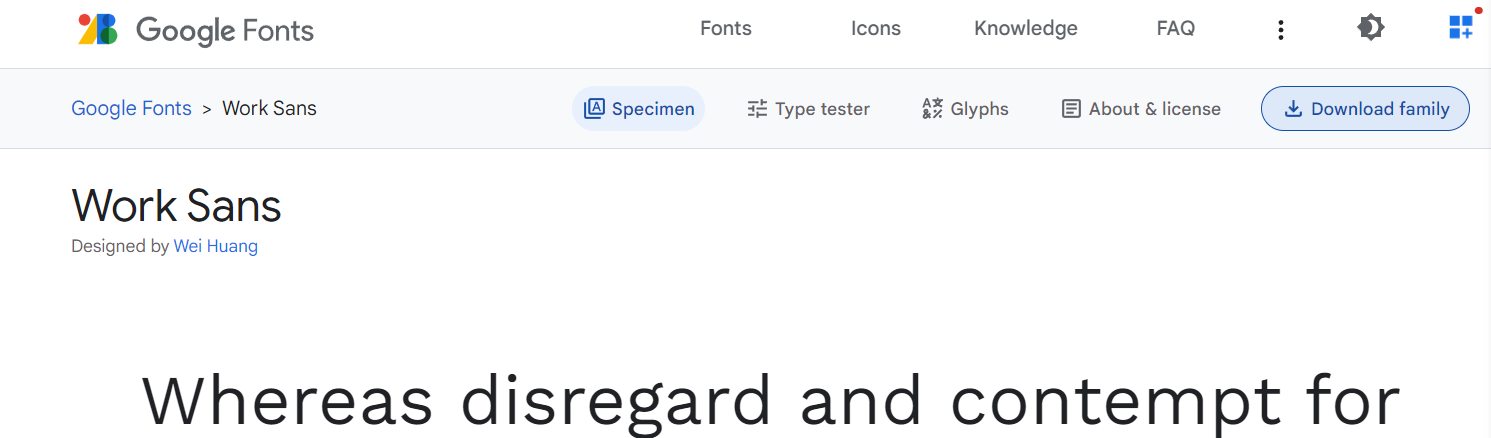 Google Fonts Fonts Icons Knowledge FAQ
Google Fonts > Work Sans Specimen Type tester Glyphs About & license Download family
Work Sans
Designed by Wei Huang
Whereas disregard and contempt for